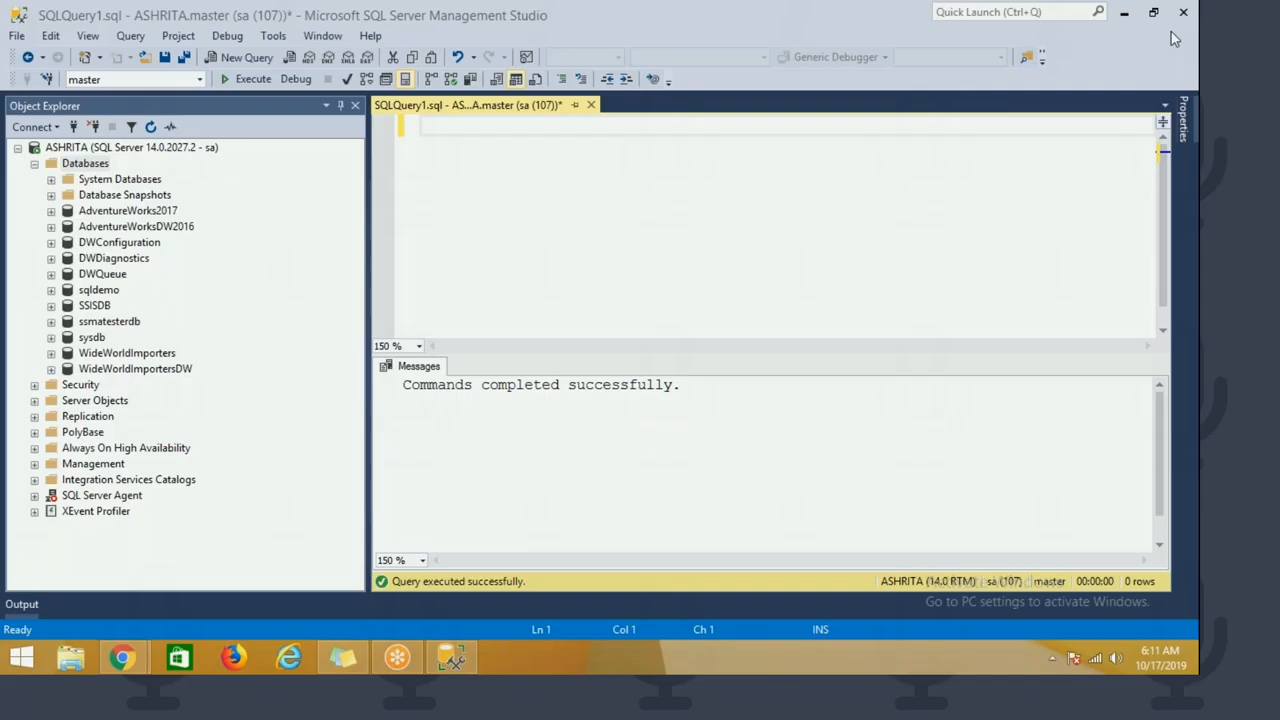 SQLQuery1.sql - ASHRITA.master (sa (107))* - Microsoft SQL Server Management Studio
Quick Launch (Ctrl+Q)
File Edit View Query Project Debug Tools Window Help
New Query
Generic Debugger
master
Execute Debug
Object Explorer
SQLQuery1.sql - AS...A.master (sa (107))*
Properties
Connect
ASHRITA (SQL Server 14.0.2027.2 - sa)
Databases
System Databases
Database Snapshots
AdventureWorks2017
AdventureWorksDW2016
DWConfiguration
DWDiagnostics
DWQueue
sqldemo
SSISDB
ssmatesterdb
sysdb
WideWorldImporters
WideWorldImportersDW
Security
Server Objects
Replication
PolyBase
Always On High Availability
Management
Integration Services Catalogs
SQL Server Agent
XEvent Profiler
150 %
Messages
Commands completed successfully.
150 %
Query executed successfully.
ASHRITA (14.0 RTM) sa (107) master 00:00:00 0 rows
Activate Windows
Go to PC settings to activate Windows.
Output
Ready
Ln 1 Col 1 Ch 1 INS
6:11 AM
10/17/2019